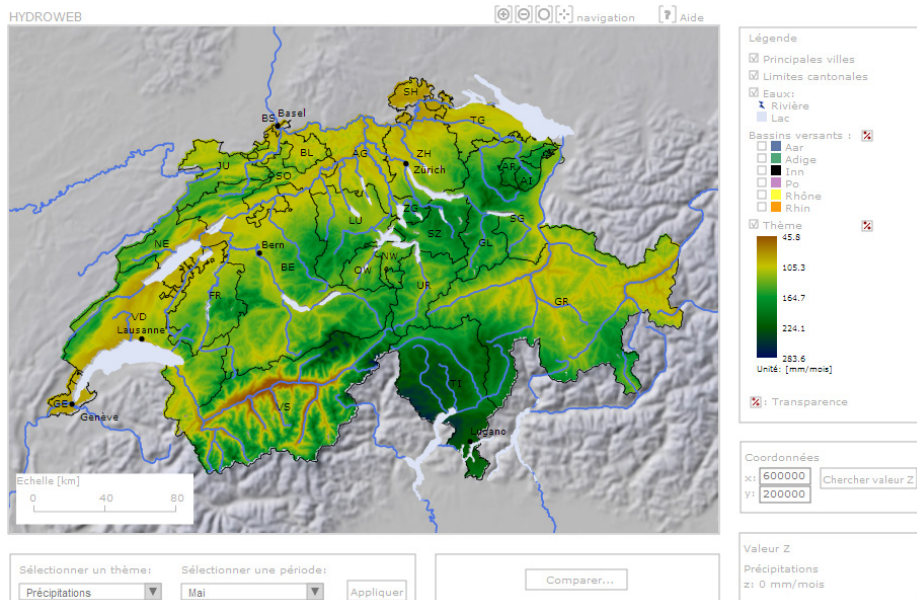 HYDROWEB
navigation
[?] Aide
SH
BS Basel
TG
BL
AG
ZH
Zürich
JU
SO
AR
AI
LU
ZG
SG
NE
SZ
Bern
GL
BE
NW
OW
FR
UR
GR
VD
Lausanne
VS
TI
GE
Genève
Lugano
Echelle [km]
0 40 80
Légende
Principales villes
Limites cantonales
Eaux:
Rivière
Lac
Bassins versants :
Aar
Adige
Inn
Po
Rhône
Rhin
Thème
45.8
105.3
164.7
224.1
283.6
Unité: [mm/mois]
: Transparence
Coordonnées
x: 600000
y: 200000
Chercher valeur Z
Valeur Z
Précipitations
z: 0 mm/mois
Sélectionner un thème:
Précipitations
Sélectionner une période:
Mai
Appliquer
Comparer...